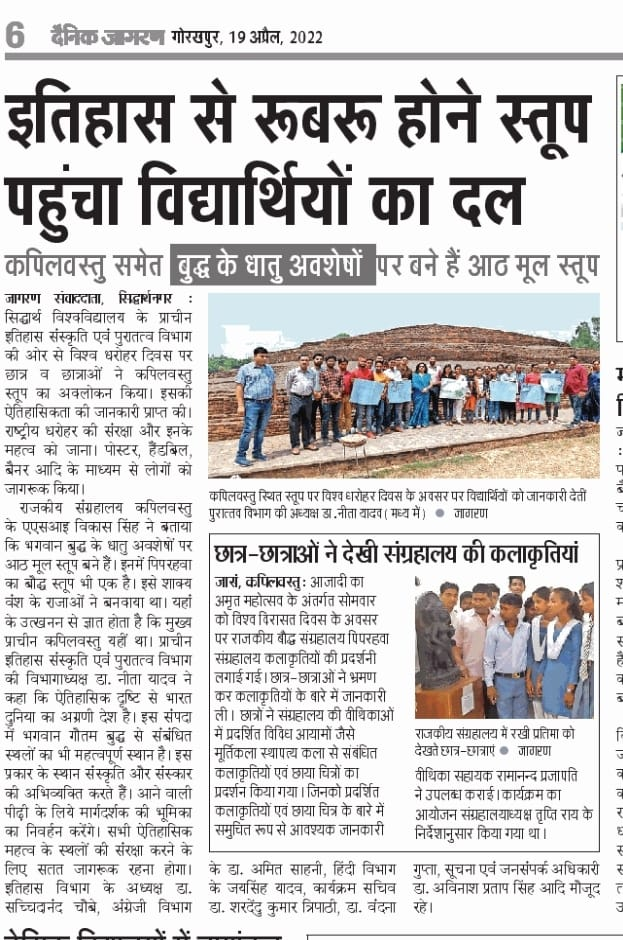 6 दैनिक जागरण गोरखपुर, 19 अप्रैल, 2022
इतिहास से रूबरू होने स्तूप
पहुंचा विद्यार्थियों का दल
कपिलवस्तु समेत बुद्ध के धातु अवशेषों पर बने हैं आठ मूल स्तूप
जागरण संवाददाता, सिद्धार्थनगर :
सिद्धार्थ विश्वविद्यालय के प्राचीन
इतिहास संस्कृति एवं पुरातत्व विभाग
की ओर से विश्व धरोहर दिवस पर
छात्र व छात्राओं ने कपिलवस्तु
स्तूप का अवलोकन किया। इसकी
ऐतिहासिकता की जानकारी प्राप्त की।
राष्ट्रीय धरोहर की संरक्षा और इनके
महत्व को जाना। पोस्टर, हैंडबिल,
बैनर आदि के माध्यम से लोगों को
जागरूक किया।
राजकीय संग्रहालय कपिलवस्तु
के एएसआइ विकास सिंह ने बताया
कि भगवान बुद्ध के धातु अवशेषों पर
आठ मूल स्तूप बने हैं। इनमें पिपरहवा
का बौद्ध स्तूप भी एक है। इसे शाक्य
वंश के राजाओं ने बनवाया था। यहां
के उत्खनन से ज्ञात होता है कि मुख्य
प्राचीन कपिलवस्तु यहीं था। प्राचीन
इतिहास संस्कृति एवं पुरातत्व विभाग
की विभागाध्यक्ष डा. नीता यादव ने
कहा कि ऐतिहासिक दृष्टि से भारत
दुनिया का अग्रणी देश है। इस संपदा
में भगवान गौतम बुद्ध से संबंधित
स्थलों का भी महत्वपूर्ण स्थान है। इस
प्रकार के स्थान संस्कृति और संस्कार
की अभिव्यक्ति करते हैं। आने वाली
पीढ़ी के लिये मार्गदर्शक की भूमिका
का निर्वहन करेंगे। सभी ऐतिहासिक
महत्व के स्थलों की संरक्षा करने के
लिए सतत जागरूक रहना होगा।
इतिहास विभाग के अध्यक्ष डा.
सच्चिदानंद चौबे, अंग्रेजी विभाग
कपिलवस्तु स्थित स्तूप पर विश्व धरोहर दिवस के अवसर पर विद्यार्थियों को जानकारी देतीं
पुरातत्व विभाग की अध्यक्ष डा.नीता यादव ( मध्य में ) ● जागरण
छात्र-छात्राओं ने देखी संग्रहालय की कलाकृतियां
जासं, कपिलवस्तु : आजादी का
अमृत महोत्सव के अंतर्गत सोमवार
को विश्व विरासत दिवस के अवसर
पर राजकीय बौद्ध संग्रहालय पिपरहवा
संग्रहालय कलाकृतियों की प्रदर्शनी
लगाई गई। छात्र-छात्राओं ने भ्रमण
कर कलाकृतियों के बारे में जानकारी
ली। छात्रों ने संग्रहालय की वीथिकाओं
में प्रदर्शित विविध आयामों जैसे
मूर्तिकला स्थापत्य कला से संबंधित
कलाकृतियों एवं छाया चित्रों का
प्रदर्शन किया गया। जिनको प्रदर्शित
कलाकृतियों एवं छाया चित्र के बारे में
समुचित रूप से आवश्यक जानकारी
राजकीय संग्रहालय में रखी प्रतिमा को
देखते छात्र-छात्राएं ● जागरण
वीथिका सहायक रामानन्द प्रजापति
ने उपलब्ध कराई। कार्यक्रम का
आयोजन संग्रहालयाध्यक्ष तृप्ति राय के
निर्देशानुसार किया गया था।
के डा. अमित साहनी, हिंदी विभाग
के जयसिंह यादव, कार्यक्रम सचिव
डा. शरदेंदु कुमार त्रिपाठी, डा. वंदना
गुप्ता, सूचना एवं जनसंपर्क अधिकारी
डा. अविनाश प्रताप सिंह आदि मौजूद
रहे।